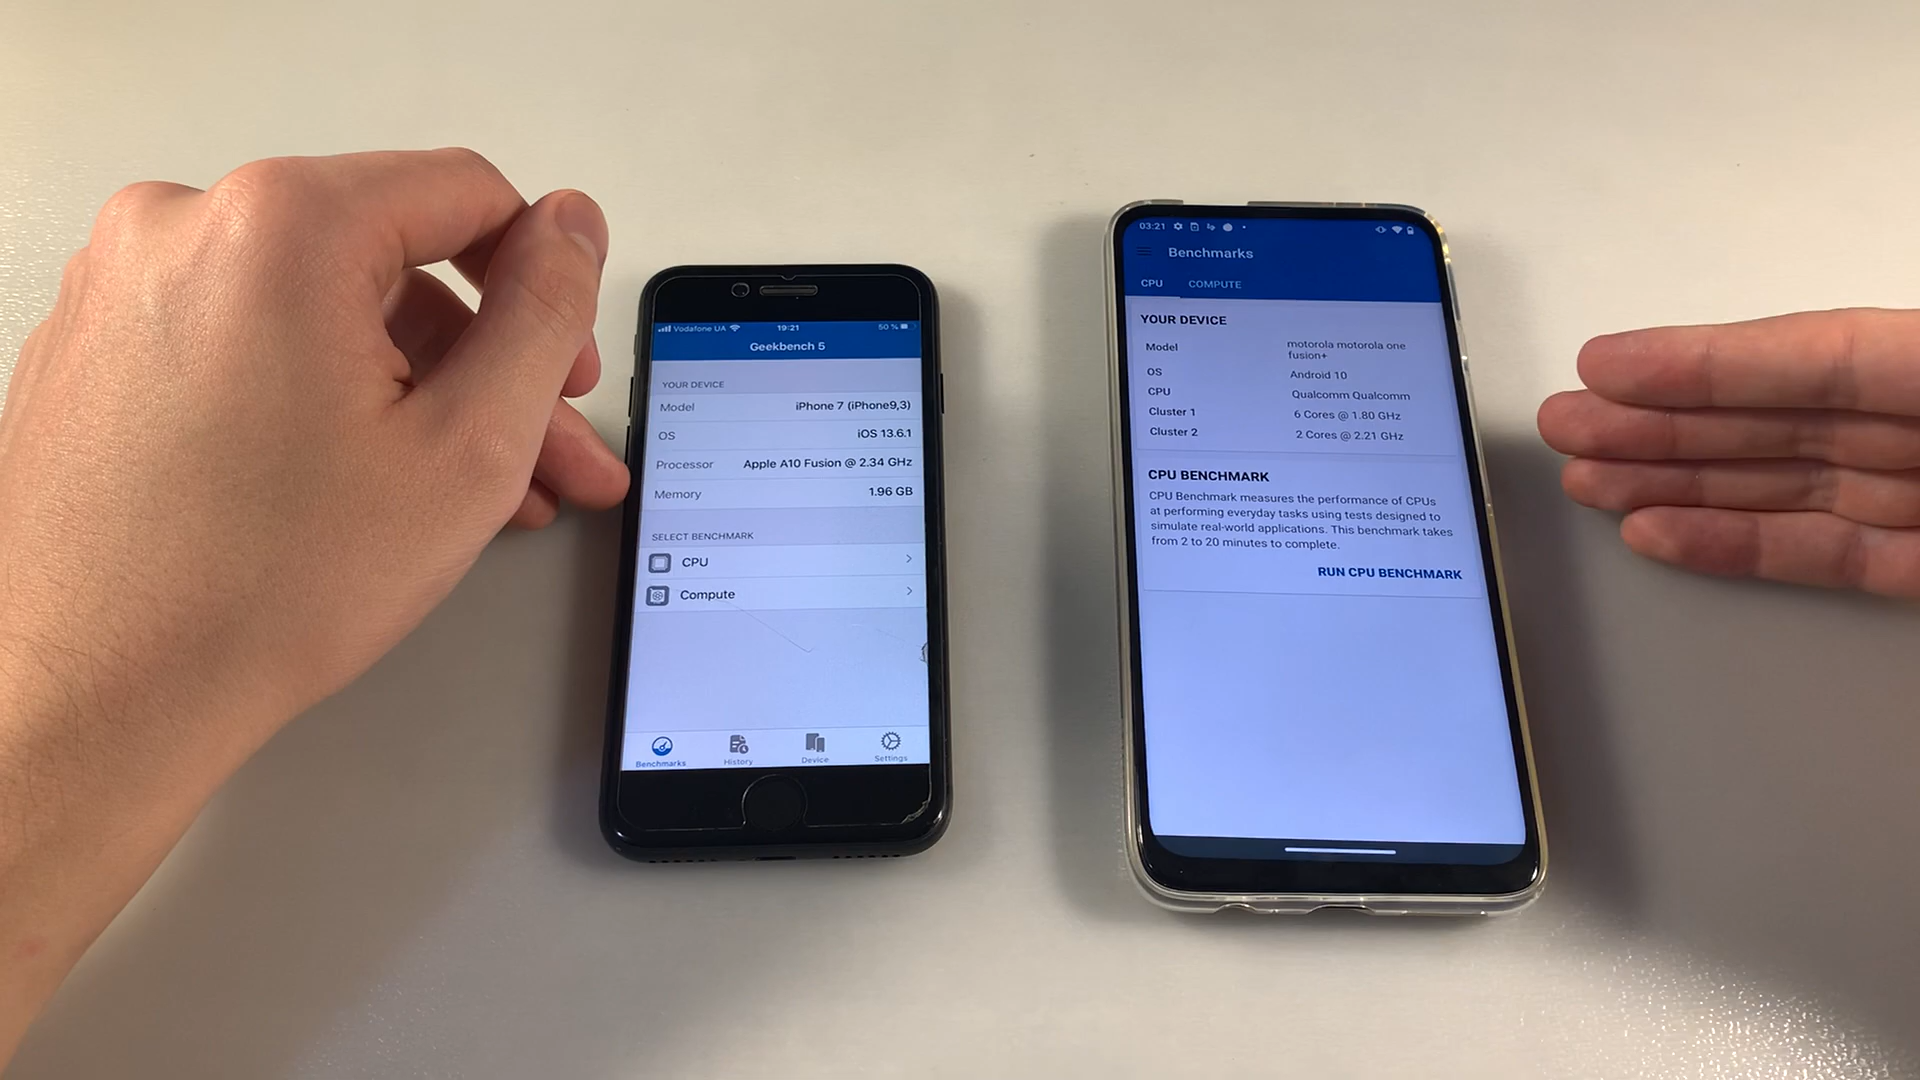 Vodafone UA 19:21 50 %
Geekbench 5
YOUR DEVICE
Model iPhone 7 (iPhone9,3)
OS iOS 13.6.1
Processor Apple A10 Fusion @ 2.34 GHz
Memory 1.96 GB
SELECT BENCHMARK
CPU
Compute
Benchmarks History Device Settings
03:21
Benchmarks
CPU COMPUTE
YOUR DEVICE
Model motorola motorola one
fusion+
OS Android 10
CPU Qualcomm Qualcomm
Cluster 1 6 Cores @ 1.80 GHz
Cluster 2 2 Cores @ 2.21 GHz
CPU BENCHMARK
CPU Benchmark measures the performance of CPUs
at performing everyday tasks using tests designed to
simulate real-world applications. This benchmark takes
from 2 to 20 minutes to complete.
RUN CPU BENCHMARK